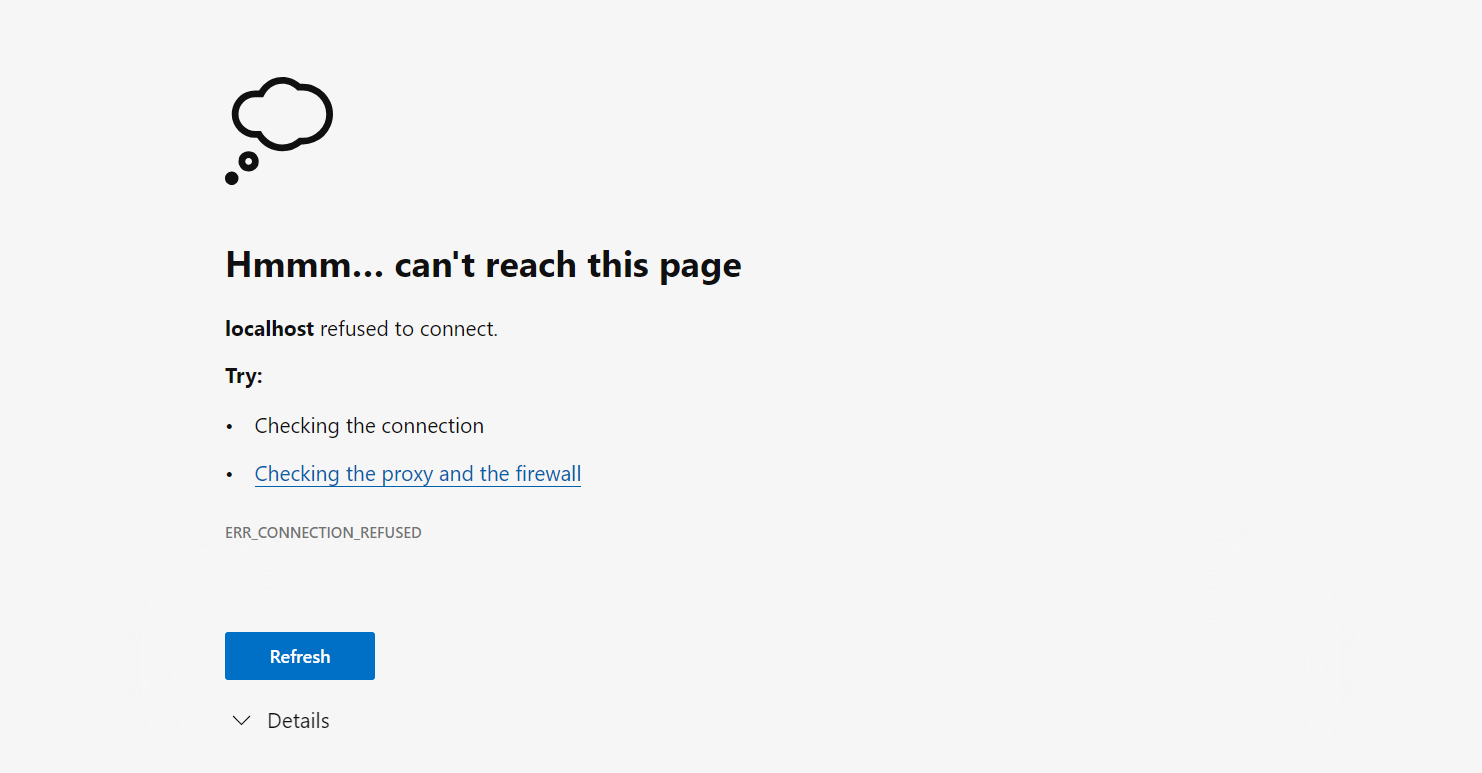 Hmmm... can't reach this page
localhost refused to connect.
Try:
• Checking the connection
• Checking the proxy and the firewall
ERR_CONNECTION_REFUSED
Refresh
Details